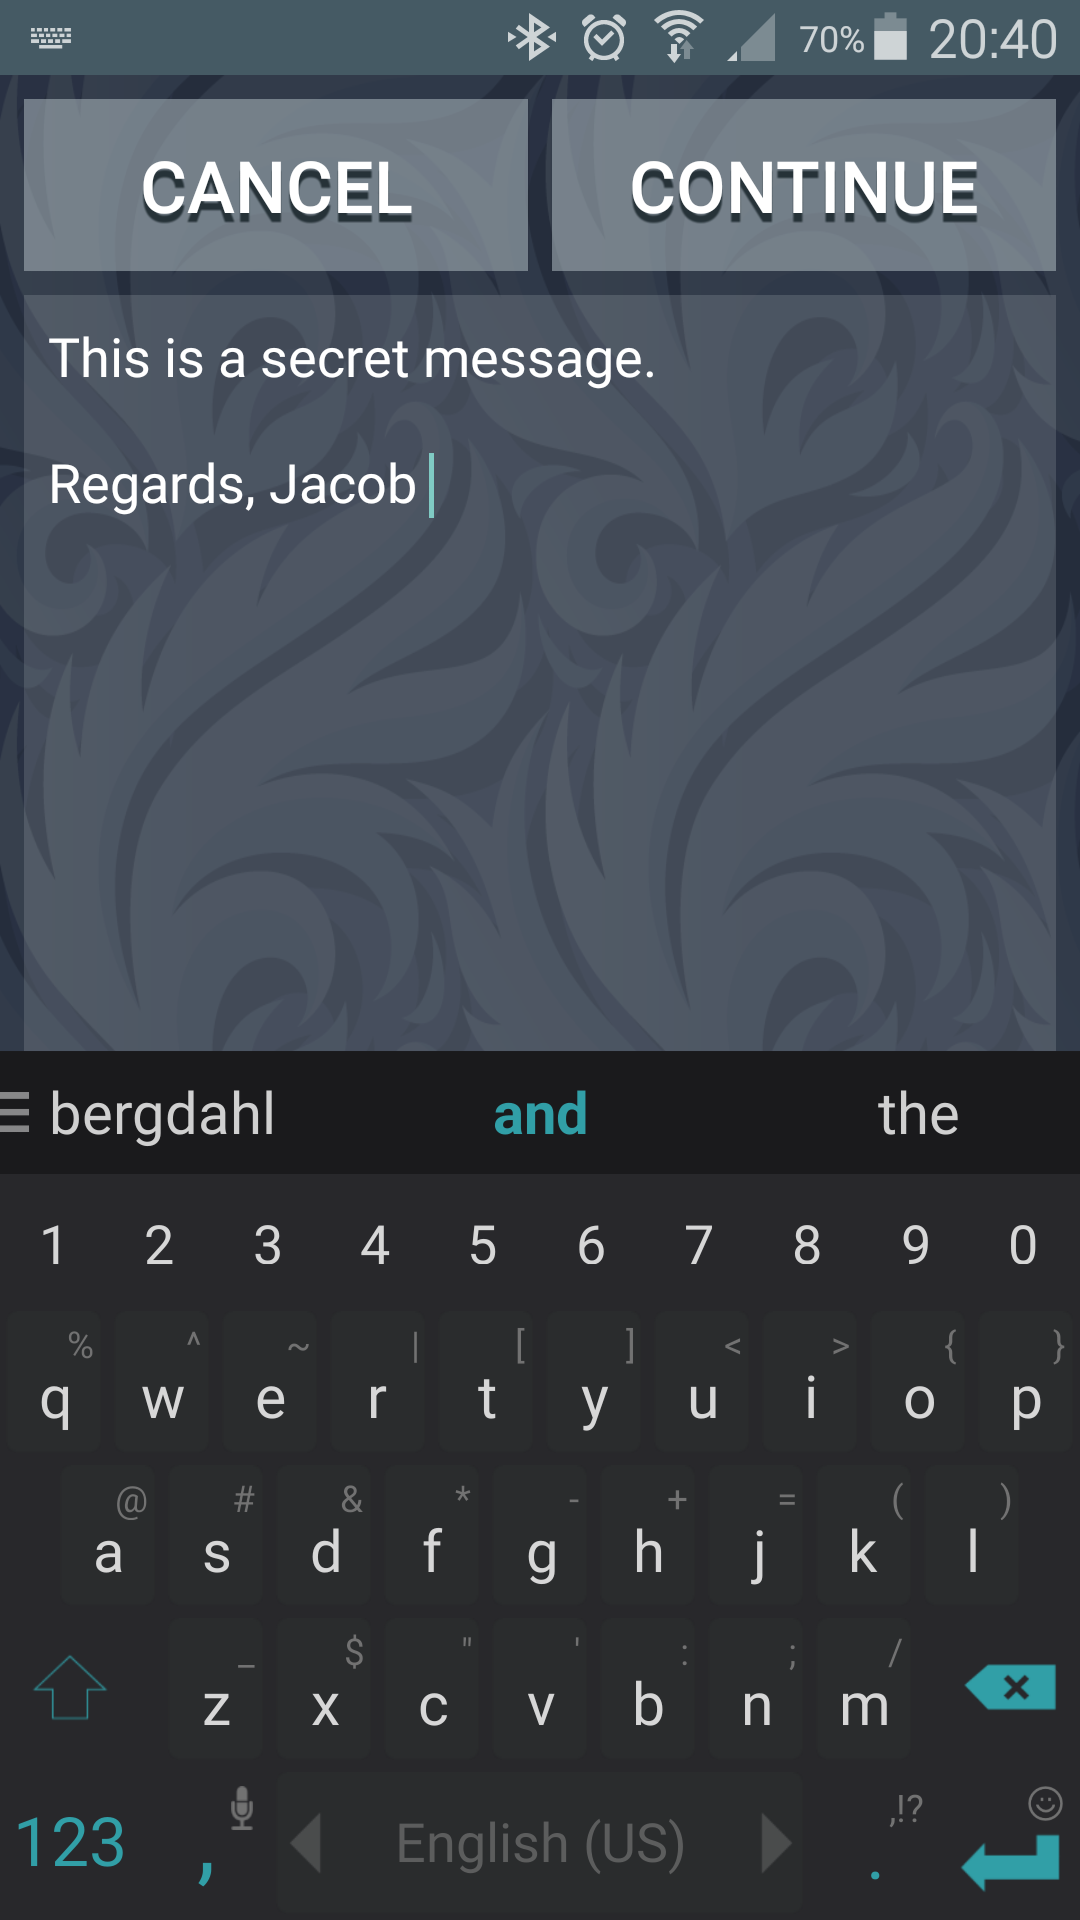 70% 20:40
CANCEL CONTINUE
This is a secret message.
Regards, Jacob
bergdahl and the
1 2 3 4 5 6 7 8 9 0
% ^ ~ | [ ] < > { }
q w e r t y u i o p
@ # & * - + = ( )
a s d f g h j k l
_ $ " ' : ; /
z x c v b n m
,!?
123 , English (US) .